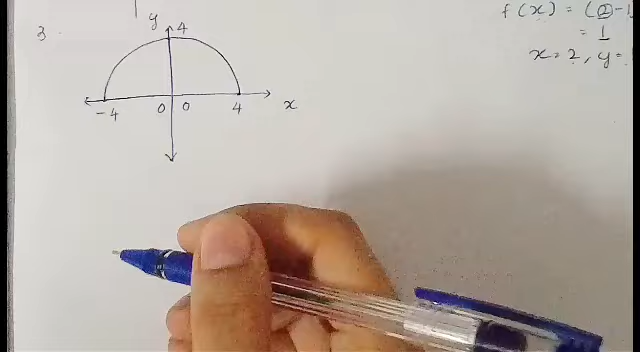 3.
y
4
-4 0 0 4 x
f(x) = (2-1
= 1
x=2, y=